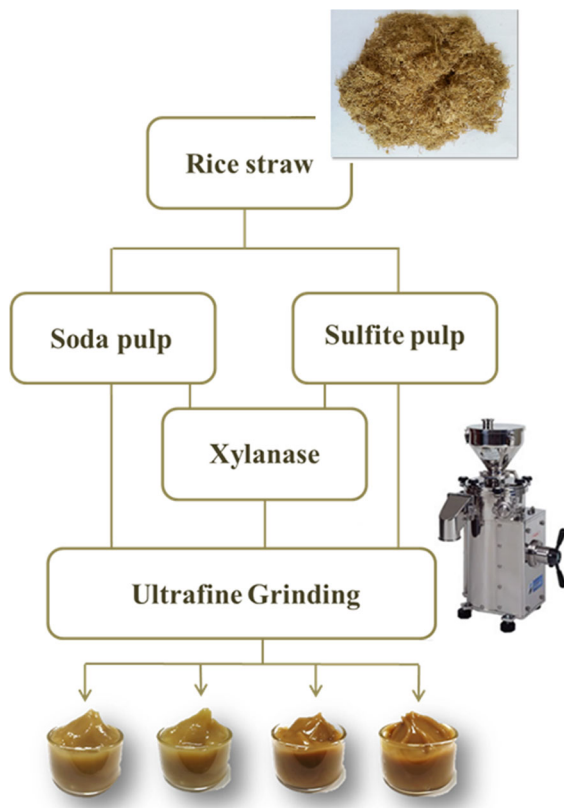 Rice straw
Soda pulp
Sulfite pulp
Xylanase
Ultrafine Grinding